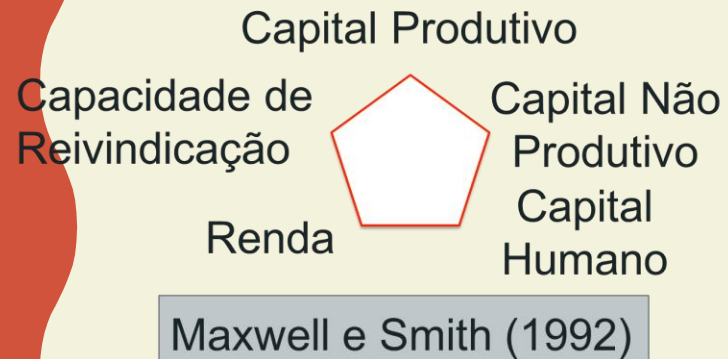 Capital Produtivo
Capacidade de
Reivindicação
Capital Não
Produtivo
Capital
Humano
Renda
Maxwell e Smith (1992)